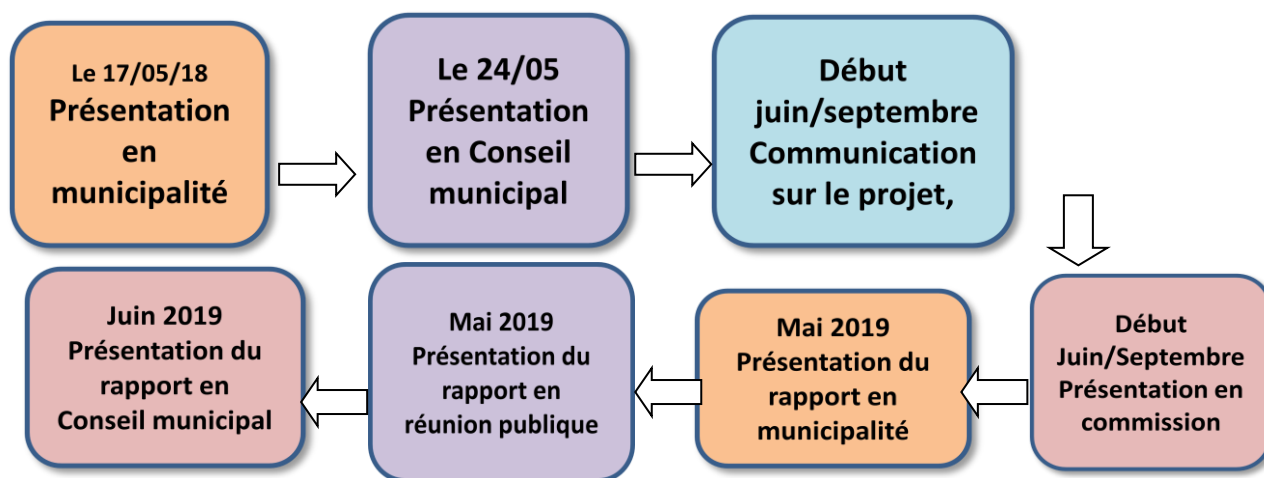 Le 17/05/18
Présentation
en
municipalité
Le 24/05
Présentation
en Conseil
municipal
Début
juin/septembre
Communication
sur le projet,
Début
Juin/Septembre
Présentation en
commission
Mai 2019
Présentation du
rapport en
municipalité
Mai 2019
Présentation du
rapport en
réunion publique
Juin 2019
Présentation du
rapport en
Conseil municipal